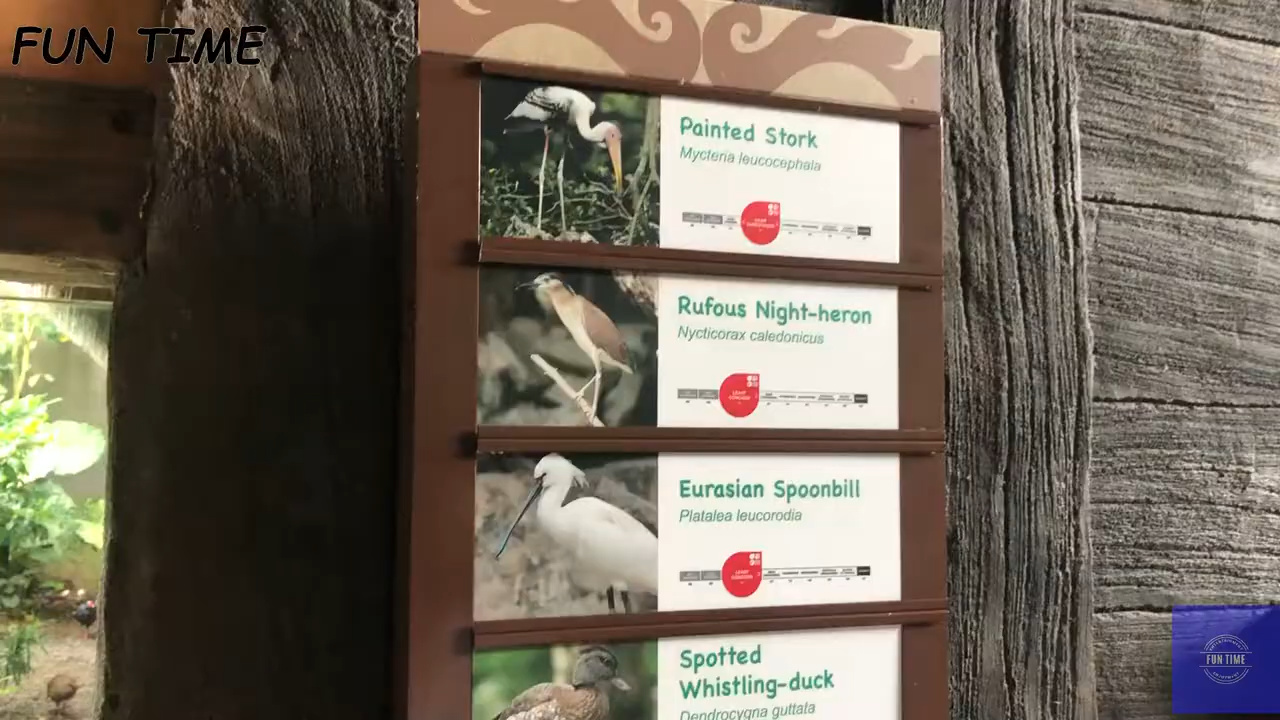 FUN TIME
Painted Stork
Mycteria leucocephala
Rufous Night-heron
Nycticorax caledonicus
Eurasian Spoonbill
Platalea leucorodia
Spotted
Whistling-duck
Dendrocygna guttata
FUN TIME